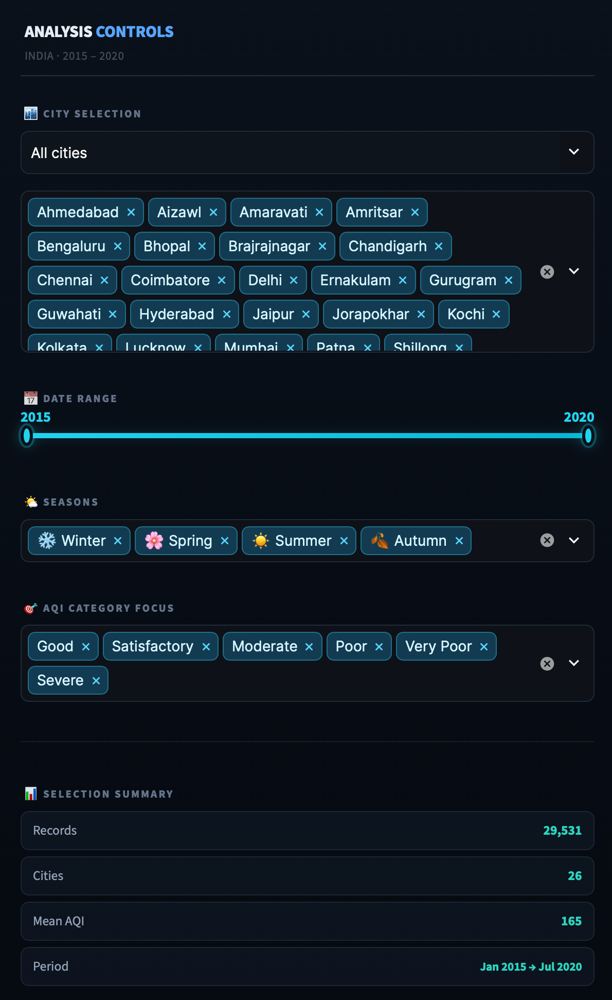 ANALYSIS CONTROLS
INDIA · 2015 – 2020
CITY SELECTION
All cities
Ahmedabad × Aizawl × Amaravati × Amritsar ×
Bengaluru × Bhopal × Brajrajnagar × Chandigarh ×
Chennai × Coimbatore × Delhi × Ernakulam × Gurugram ×
Guwahati × Hyderabad × Jaipur × Jorapokhar × Kochi ×
Kolkata × Lucknow × Mumbai × Patna × Shillong ×
17 DATE RANGE
2015 2020
SEASONS
Winter × Spring × Summer × Autumn ×
AQI CATEGORY FOCUS
Good × Satisfactory × Moderate × Poor × Very Poor ×
Severe ×
SELECTION SUMMARY
Records 29,531
Cities 26
Mean AQI 165
Period Jan 2015 → Jul 2020